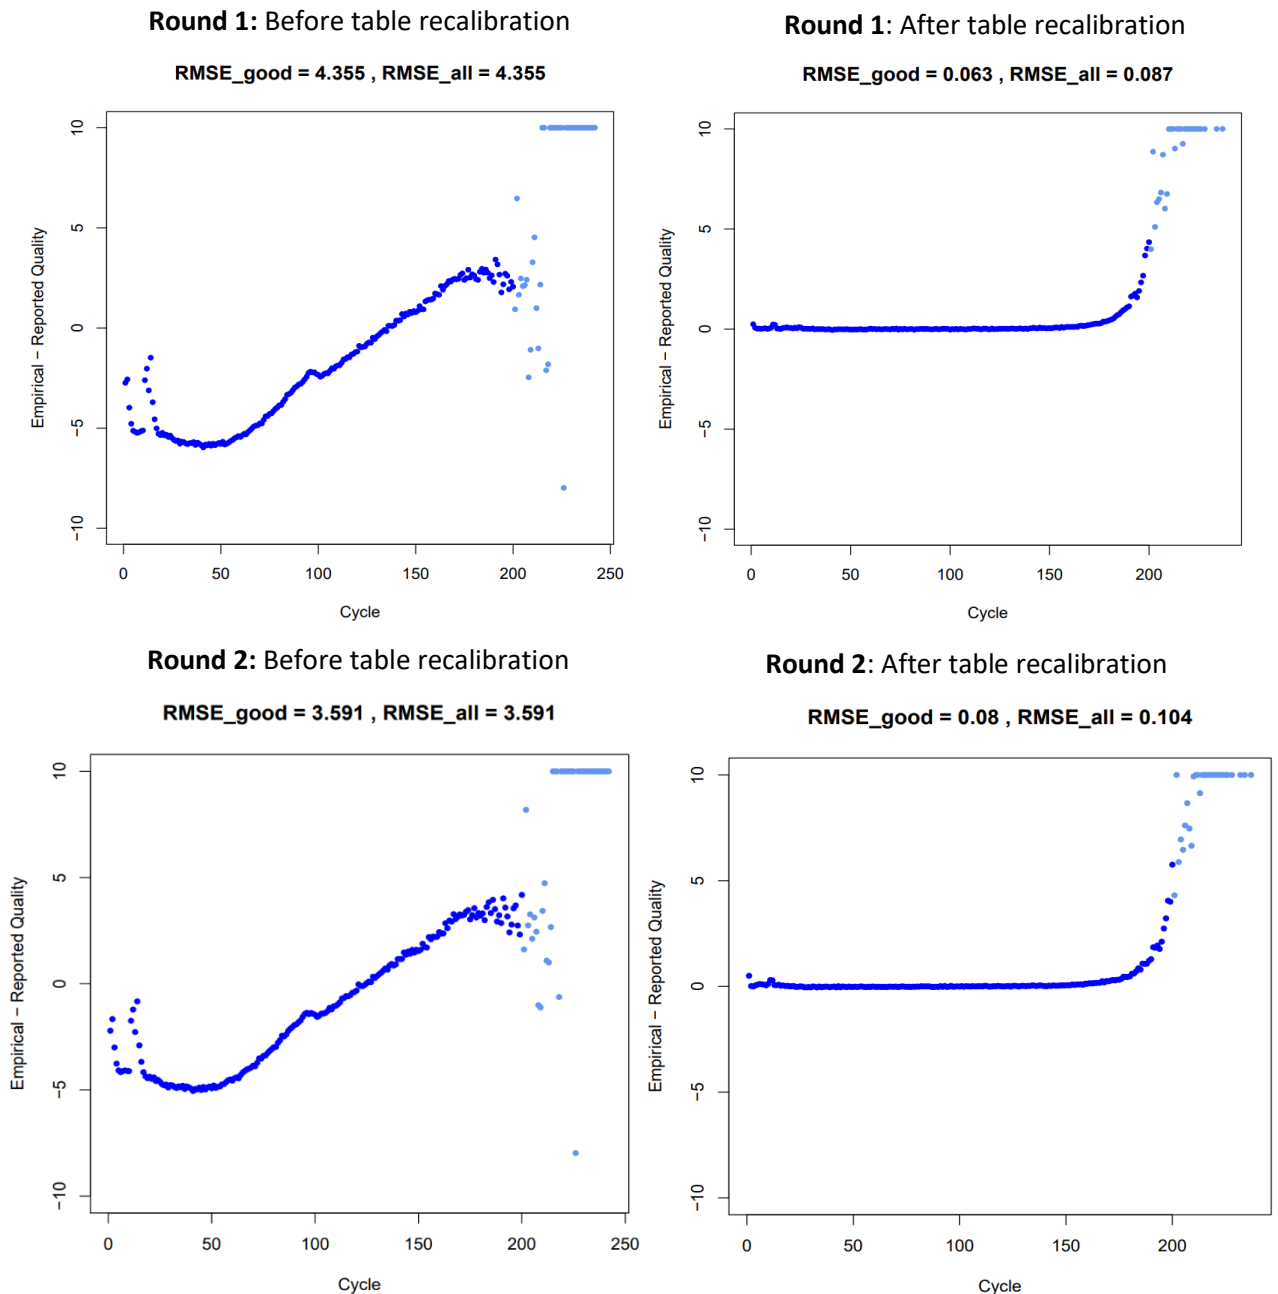 Round 1: Before table recalibration
RMSE_good = 4.355 , RMSE_all = 4.355
10
5
0
−5
−10
Empirical − Reported Quality
0 50 100 150 200 250
Cycle
Round 1: After table recalibration
RMSE_good = 0.063 , RMSE_all = 0.087
10
5
0
−5
−10
Empirical − Reported Quality
0 50 100 150 200
Cycle
Round 2: Before table recalibration
RMSE_good = 3.591 , RMSE_all = 3.591
10
5
0
−5
−10
Empirical − Reported Quality
0 50 100 150 200 250
Cycle
Round 2: After table recalibration
RMSE_good = 0.08 , RMSE_all = 0.104
10
5
0
−5
−10
Empirical − Reported Quality
0 50 100 150 200
Cycle